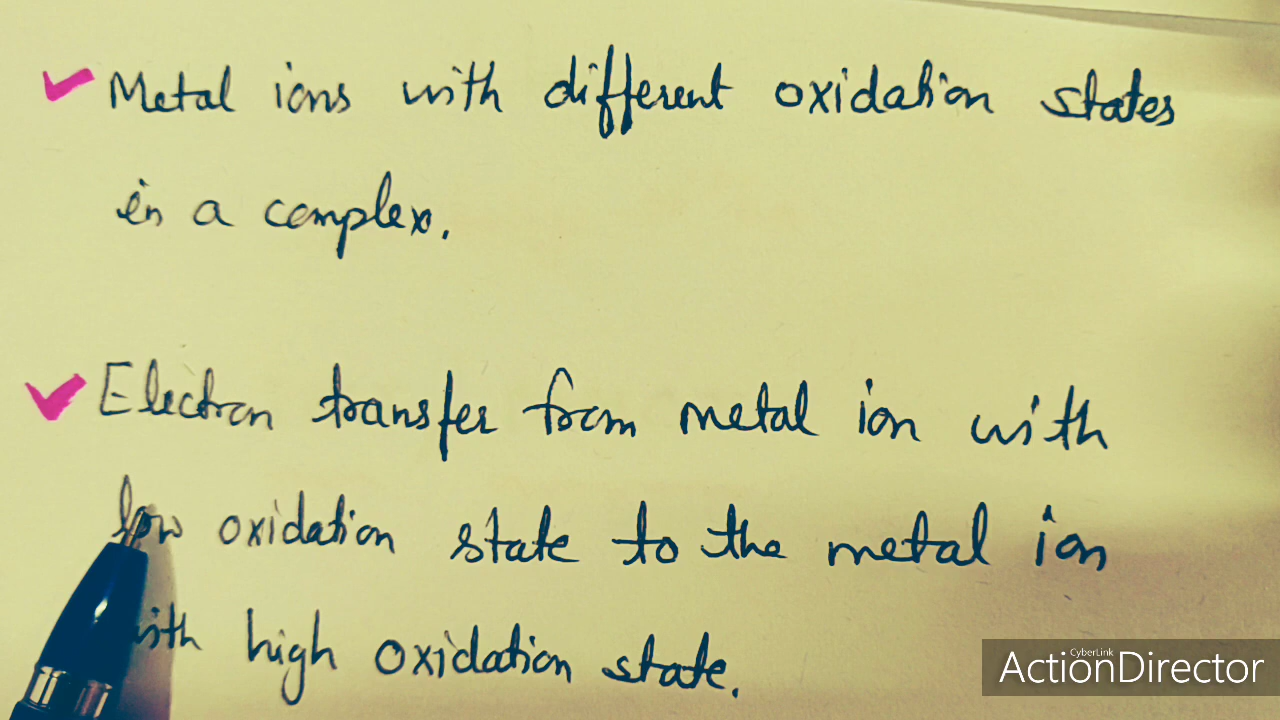 Metal ions with different oxidation states
in a complex.
Electron transfer from metal ion with
low oxidation state to the metal ion
with high oxidation state.
CyberLink
ActionDirector